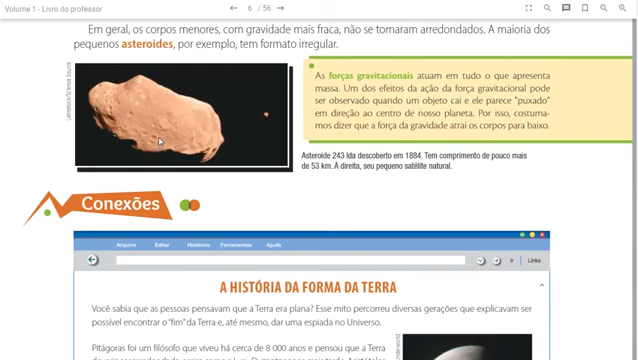 Volume 1 - Livro do professor
6 / 56
Em geral, os corpos menores, com gravidade mais fraca, não se tornaram arredondados. A maioria dos
pequenos asteroides, por exemplo, tem formato irregular.
As forças gravitacionais atuam em tudo o que apresenta
massa. Um dos efeitos da ação da força gravitacional pode
ser observado quando um objeto cai e ele parece "puxado"
em direção ao centro de nosso planeta. Por isso, costuma-
mos dizer que a força da gravidade atrai os corpos para baixo.
Asteroide 243 Ida descoberto em 1884. Tem comprimento de pouco mais
de 53 km. À direita, seu pequeno satélite natural.
Conexões
Arquivo Editar Histórico Ferramentas Ajuda
Ir Links
A HISTÓRIA DA FORMA DA TERRA
Você sabia que as pessoas pensavam que a Terra era plana? Esse mito percorreu diversas gerações que explicavam ser
possível encontrar o "fim" da Terra e, até mesmo, dar uma espiada no Universo.
Pitágoras foi um filósofo que viveu há cerca de 8 000 anos e pensou que a Terra